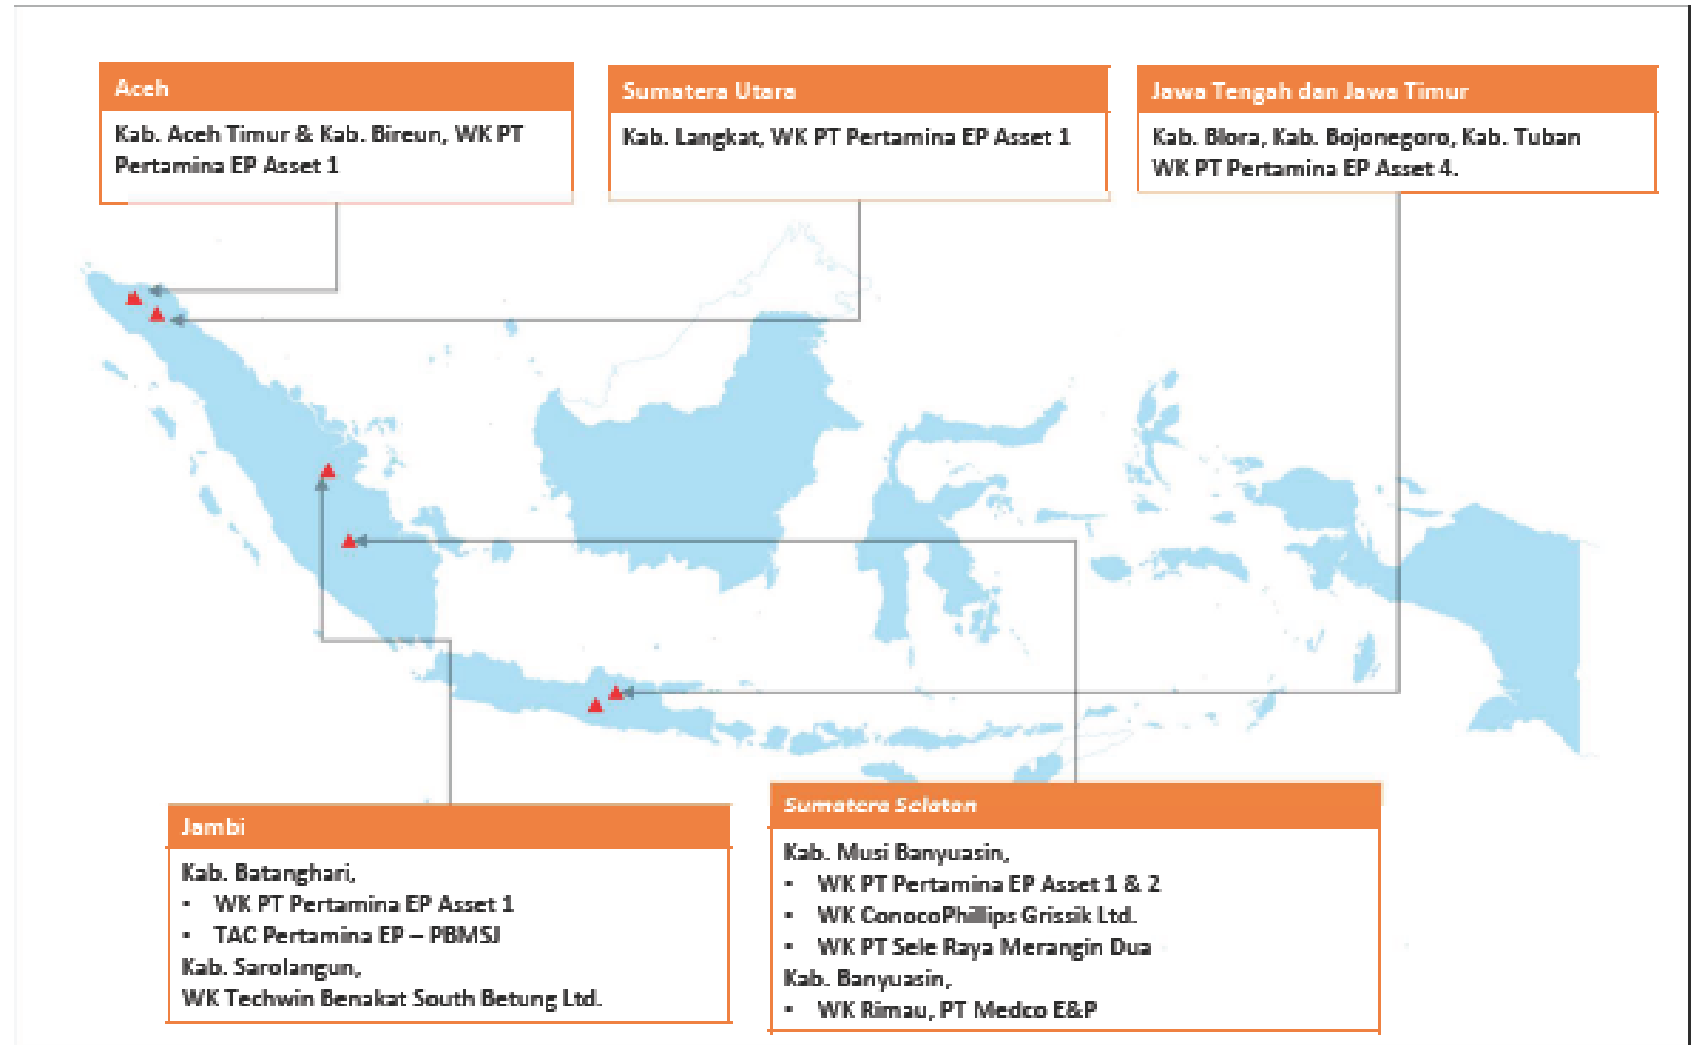 Aceh
Kab. Aceh Timur & Kab. Bireun, WK PT
Pertamina EP Asset 1
Sumatera Utara
Kab. Langkat, WK PT Pertamina EP Asset 1
Jawa Tengah dan Jawa Timur
Kab. Blora, Kab. Bojonegoro, Kab. Tuban
WK PT Pertamina EP Asset 4.
Jambi
Kab. Batanghari,
▪ WK PT Pertamina EP Asset 1
▪ TAC Pertamina EP – PBMSJ
Kab. Sarolangun,
WK Techwin Benakat South Betung Ltd.
Sumatera Selatan
Kab. Musi Banyuasin,
▪ WK PT Pertamina EP Asset 1 & 2
▪ WK ConocoPhillips Grissik Ltd.
▪ WK PT Sele Raya Merangin Dua
Kab. Banyuasin,
▪ WK Rimau, PT Medco E&P